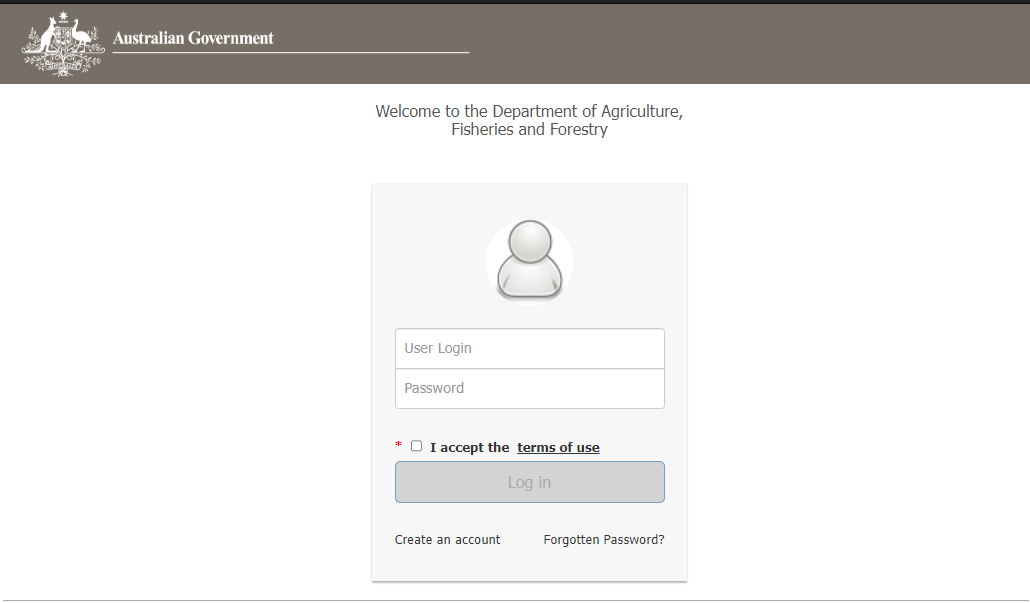 Australian Government
Welcome to the Department of Agriculture,
Fisheries and Forestry
User Login
Password
* I accept the terms of use
Log in
Create an account Forgotten Password?